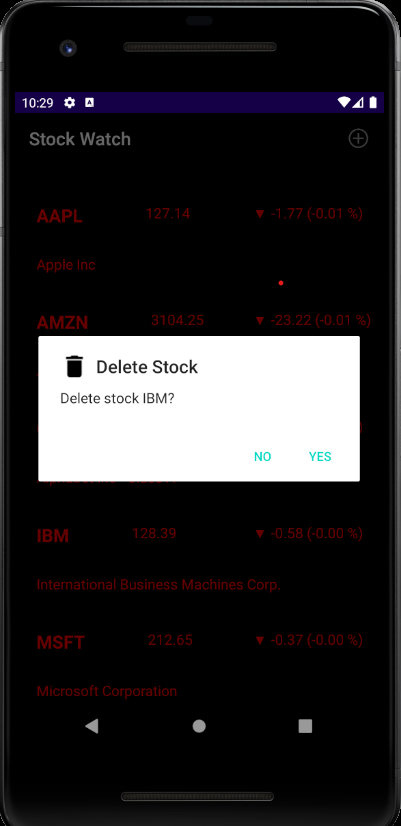 10:29
Stock Watch
AAPL 127.14 ▼ -1.77 (-0.01 %)
Apple Inc
AMZN 3104.25 ▼ -23.22 (-0.01 %)
Delete Stock
Delete stock IBM?
NO YES
IBM 128.39 ▼ -0.58 (-0.00 %)
International Business Machines Corp.
MSFT 212.65 ▼ -0.37 (-0.00 %)
Microsoft Corporation